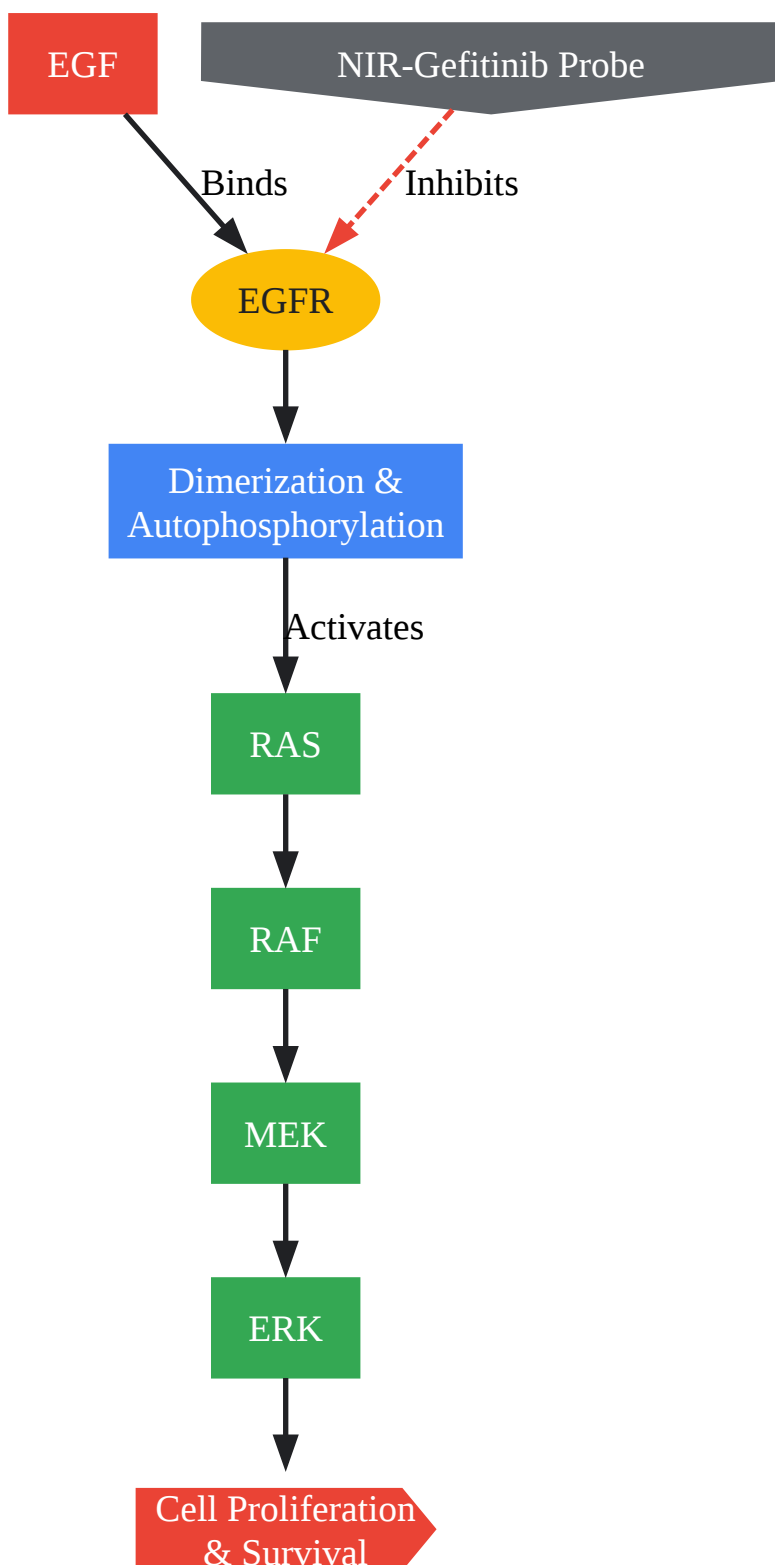 EGF
NIR-Gefitinib Probe
Binds
Inhibits
EGFR
Dimerization &
Autophosphorylation
Activates
RAS
RAF
MEK
ERK
Cell Proliferation
& Survival